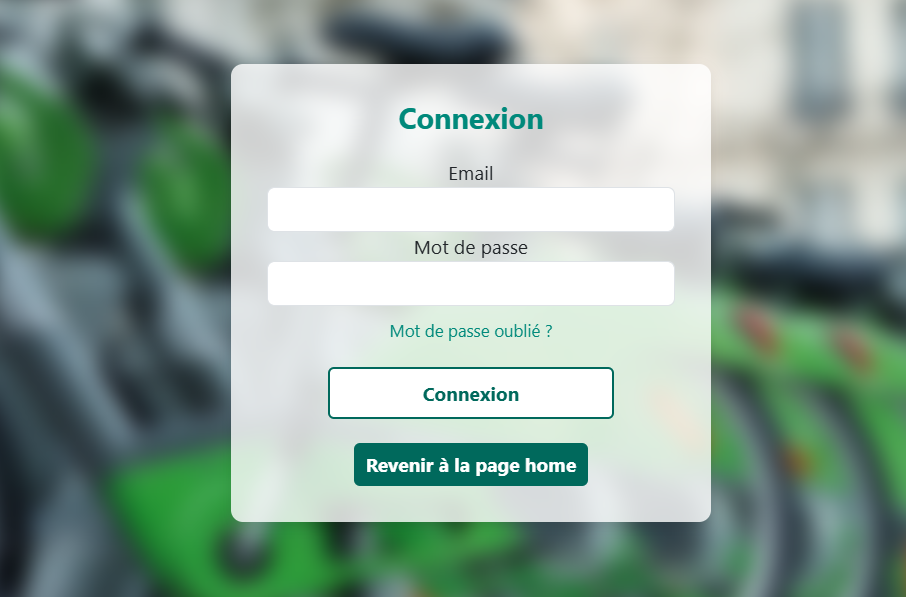 Connexion
Email
Mot de passe
Mot de passe oublié ?
Connexion
Revenir à la page home